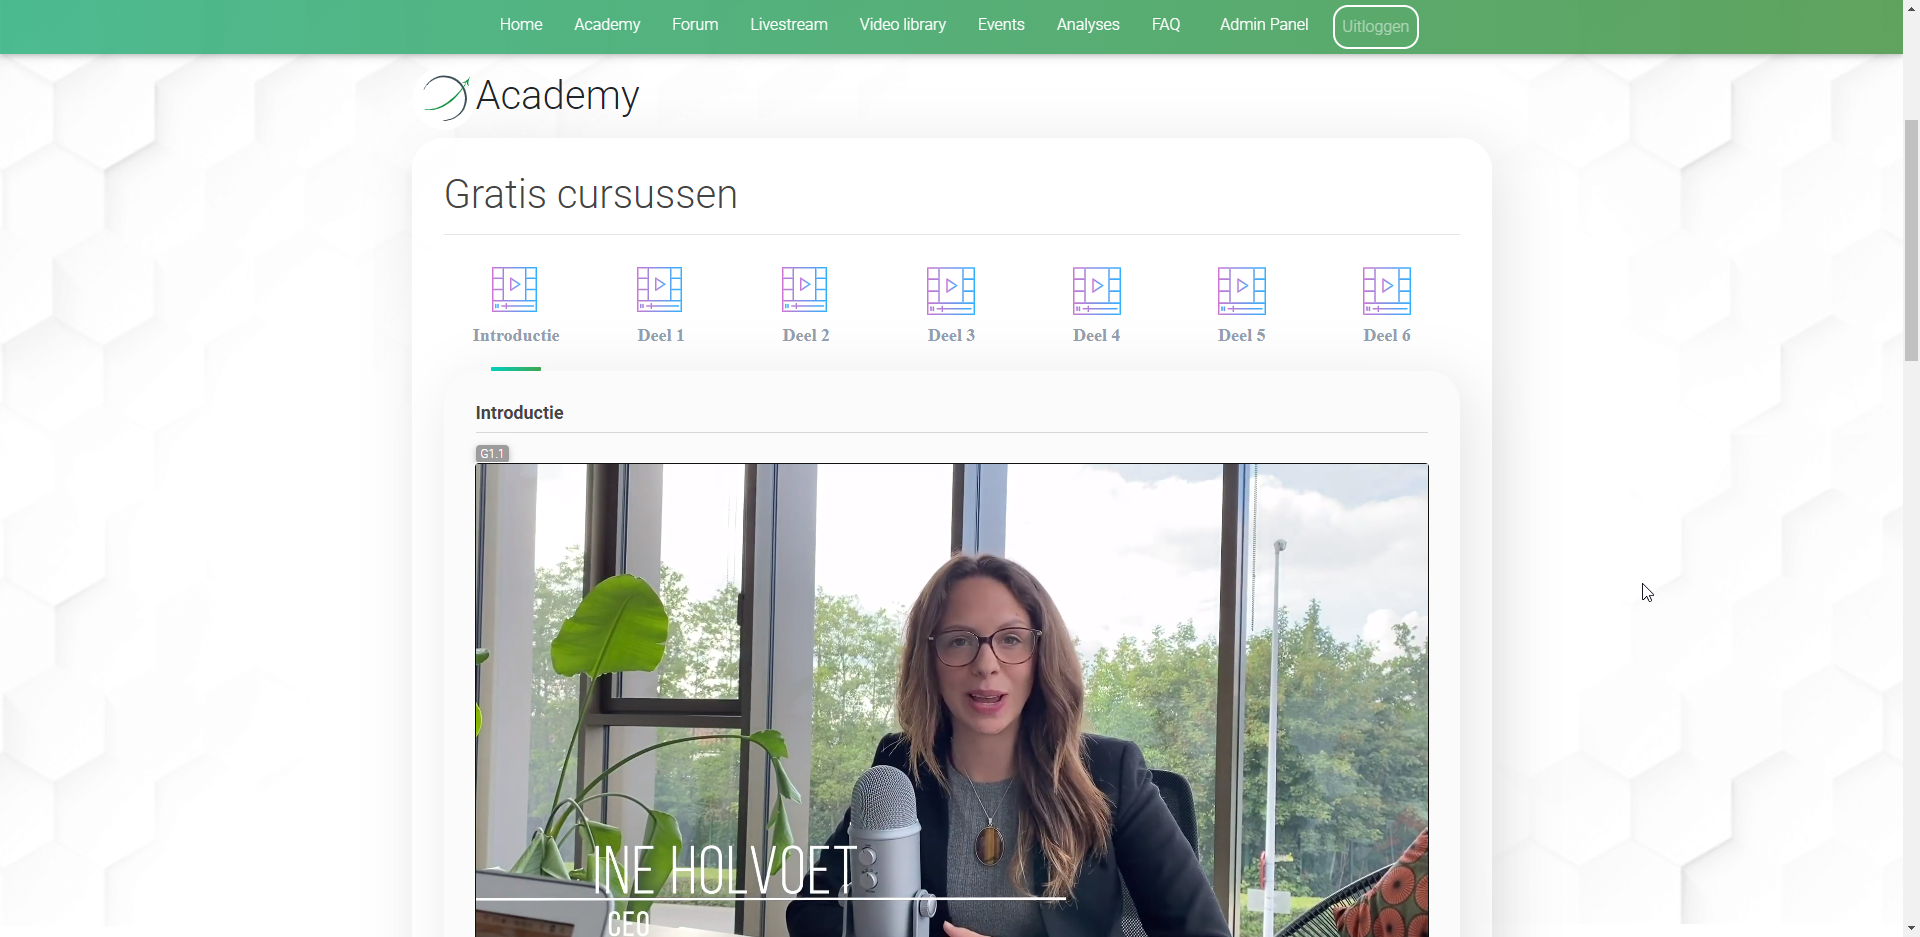 Home Academy Forum Livestream Video library Events Analyses FAQ Admin Panel Uitloggen
Academy
Gratis cursussen
Introductie Deel 1 Deel 2 Deel 3 Deel 4 Deel 5 Deel 6
Introductie
G1.1
INE HOLVOET
CEO